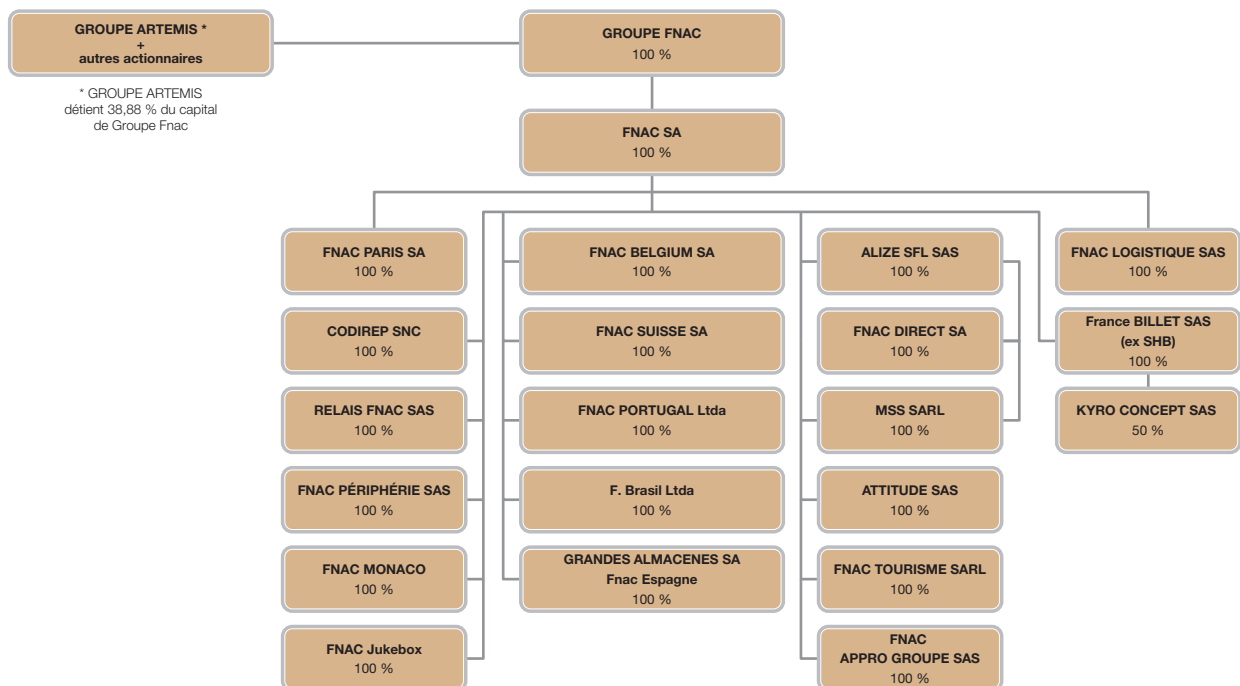 GROUPE ARTEMIS *
+
autres actionnaires
* GROUPE ARTEMIS
détient 38,88 % du capital
de Groupe Fnac
GROUPE FNAC
100 %
FNAC SA
100 %
FNAC PARIS SA
100 %
CODIREP SNC
100 %
RELAIS FNAC SAS
100 %
FNAC PÉRIPHÉRIE SAS
100 %
FNAC MONACO
100 %
FNAC Jukebox
100 %
FNAC BELGIUM SA
100 %
FNAC SUISSE SA
100 %
FNAC PORTUGAL Ltda
100 %
F. Brasil Ltda
100 %
GRANDES ALMACENES SA
Fnac Espagne
100 %
ALIZE SFL SAS
100 %
FNAC DIRECT SA
100 %
MSS SARL
100 %
ATTITUDE SAS
100 %
FNAC TOURISME SARL
100 %
FNAC
APPRO GROUPE SAS
100 %
FNAC LOGISTIQUE SAS
100 %
France BILLET SAS
(ex SHB)
100 %
KYRO CONCEPT SAS
50 %